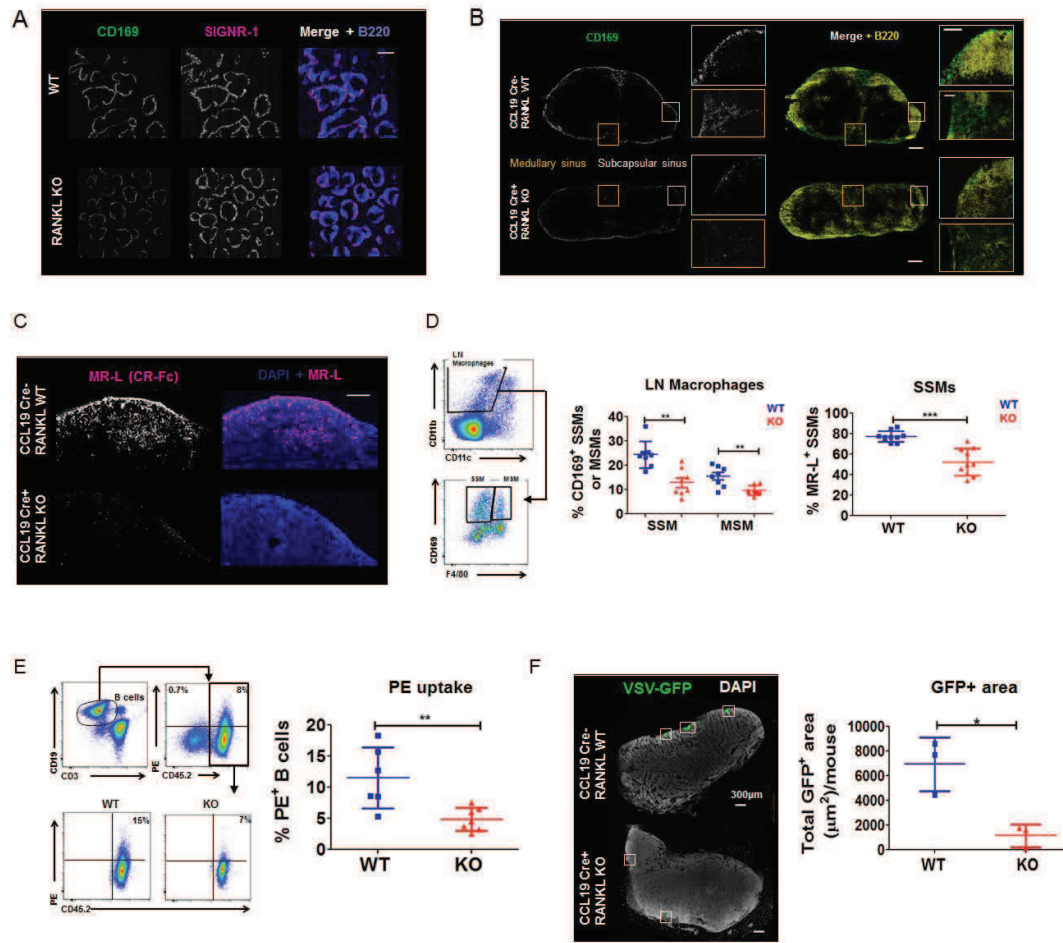 A
CD169
SIGNR-1
Merge + B220
WT
RANKL KO
B
CD169
Merge + B220
CCL19 Cre-
RANKL WT
Medullary sinus
Subcapsular sinus
CCL19 Cre+
RANKL KO
C
MR-L (CR-Fc)
DAPI + MR-L
CCL19 Cre-
RANKL WT
CCL19 Cre+
RANKL KO
D
LN
Macrophages
CD11b
CD11c
SSM
MSM
CD169
F4/80
LN Macrophages
WT
KO
% CD169+ SSMs
or MSMs
40
30
20
10
0
**
**
SSM
MSM
SSMs
WT
KO
% MR-L+ SSMs
100
80
60
40
20
0
***
WT
KO
E
B cells
CD19
CD3
0.7%
8%
PE
CD45.2
WT
KO
15%
7%
PE
CD45.2
PE uptake
% PE+ B cells
20
15
10
5
0
**
WT
KO
F
VSV-GFP
DAPI
CCL19 Cre-
RANKL WT
300µm
CCL19 Cre+
RANKL KO
GFP+ area
Total GFP+ area
(µm2)/mouse
10000
8000
6000
4000
2000
0
*
WT
KO